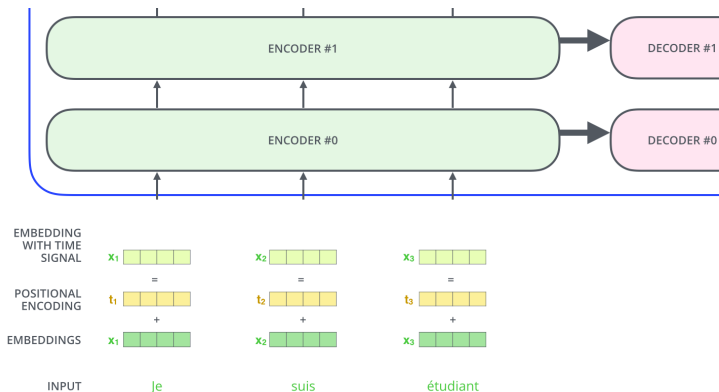 ENCODER #1
DECODER #1
ENCODER #0
DECODER #0
EMBEDDING
WITH TIME
SIGNAL
x1
x2
x3
=
=
=
POSITIONAL
ENCODING
t1
t2
t3
+
+
+
EMBEDDINGS
x1
x2
x3
INPUT
Je
suis
étudiant